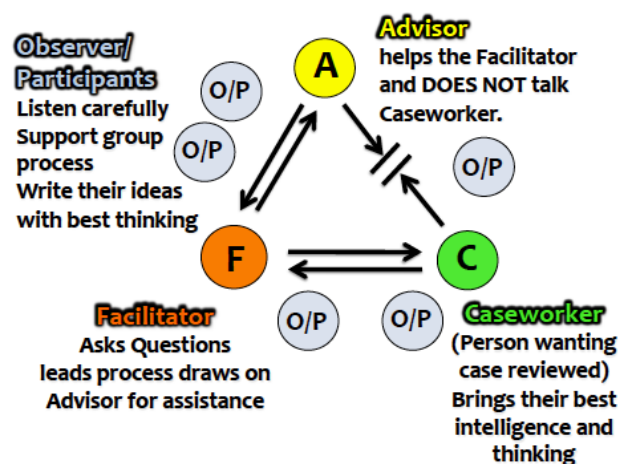 Observer/
Participants
Listen carefully
Support group
process
Write their ideas
with best thinking
O/P
O/P
A
Advisor
helps the Facilitator
and DOES NOT talk
Caseworker.
O/P
F
C
O/P
O/P
Facilitator
Asks Questions
leads process draws on
Advisor for assistance
Caseworker
(Person wanting
case reviewed)
Brings their best
intelligence and
thinking